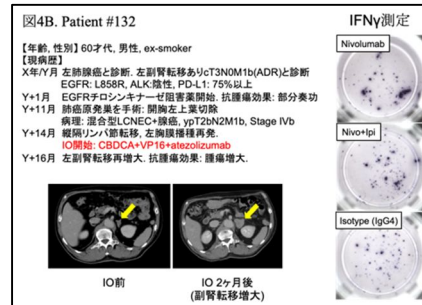 図4B. Patient #132
【年齢, 性別】 60才代, 男性, ex-smoker
【現病歴】
X年/Y月 左肺腺癌と診断. 左副腎転移ありcT3N0M1b(ADR)と診断
EGFR: L858R, ALK:陰性, PD-L1: 75%以上
Y+1月 EGFRチロシンキナーゼ阻害薬開始. 抗腫瘍効果: 部分奏功
Y+11月 肺癌原発巣を手術: 開胸左上葉切除
病理: 混合型LCNEC+腺癌, ypT2bN2M1b, Stage IVb
Y+14月 縦隔リンパ節転移, 左胸膜播種再発.
IO開始: CBDCA+VP16+atezolizumab
Y+16月 左副腎転移再増大. 抗腫瘍効果: 腫瘍増大.
IO前
IO 2ヶ月後
(副腎転移増大)
IFNγ測定
Nivolumab
Nivo+Ipi
Isotype (IgG4)